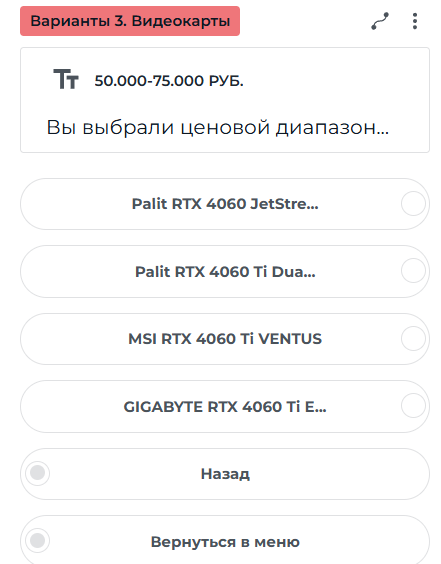 Варианты 3. Видеокарты
50.000-75.000 РУБ.
Вы выбрали ценовой диапазон...
Palit RTX 4060 JetStre...
Palit RTX 4060 Ti Dua...
MSI RTX 4060 Ti VENTUS
GIGABYTE RTX 4060 Ti E...
Назад
Вернуться в меню